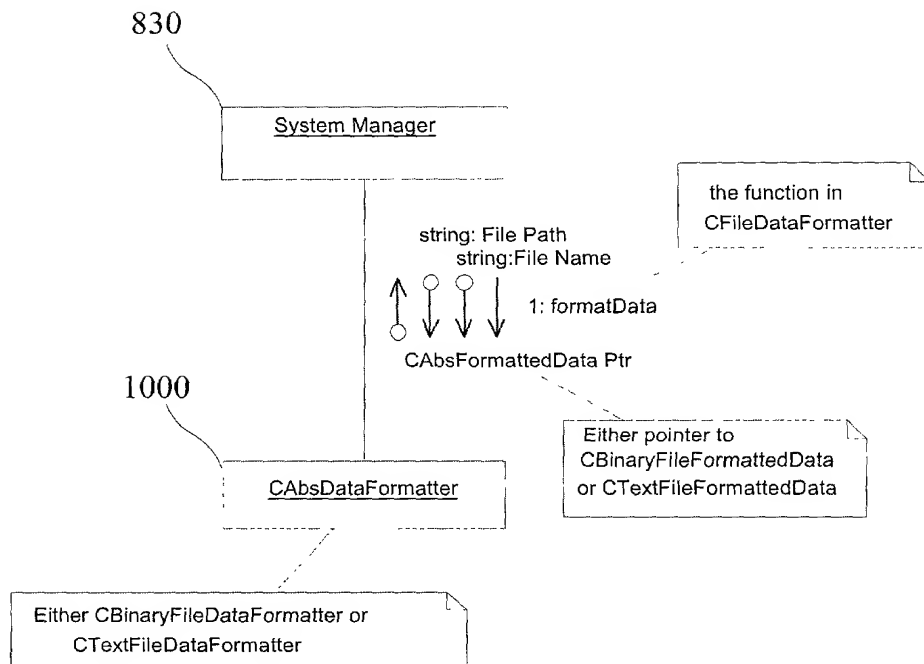 830
System Manager
the function in
CFileDataFormatter
string: File Path
string:File Name
1: formatData
CAbsFormattedData Ptr
1000
Either pointer to
CBinaryFileFormattedData
or CTextFileFormattedData
CAbsDataFormatter
Either CBinaryFileDataFormatter or
CTextFileDataFormatter